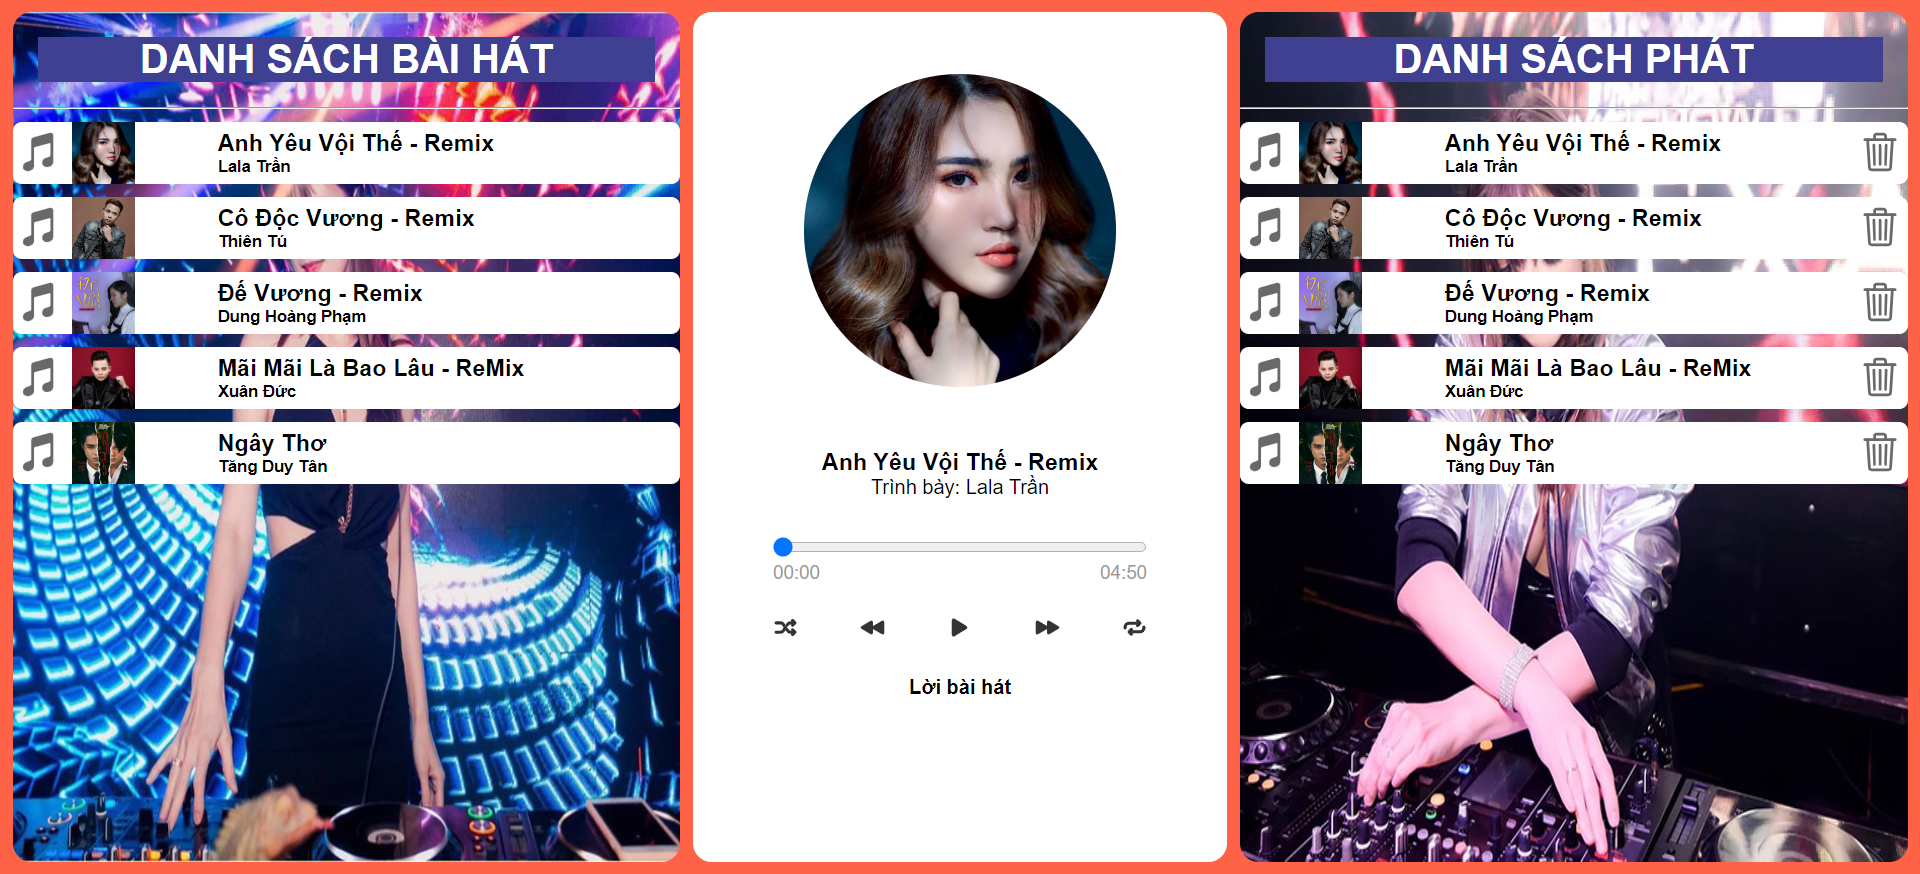 DANH SÁCH BÀI HÁT
Anh Yêu Vội Thế - Remix
Lala Trần
Cô Độc Vương - Remix
Thiên Tú
Đế Vương - Remix
Dung Hoàng Phạm
Mãi Mãi Là Bao Lâu - ReMix
Xuân Đức
Ngây Thơ
Tăng Duy Tân
Anh Yêu Vội Thế - Remix
Trình bày: Lala Trần
00:00 04:50
Lời bài hát
DANH SÁCH PHÁT
Anh Yêu Vội Thế - Remix
Lala Trần
Cô Độc Vương - Remix
Thiên Tú
Đế Vương - Remix
Dung Hoàng Phạm
Mãi Mãi Là Bao Lâu - ReMix
Xuân Đức
Ngây Thơ
Tăng Duy Tân